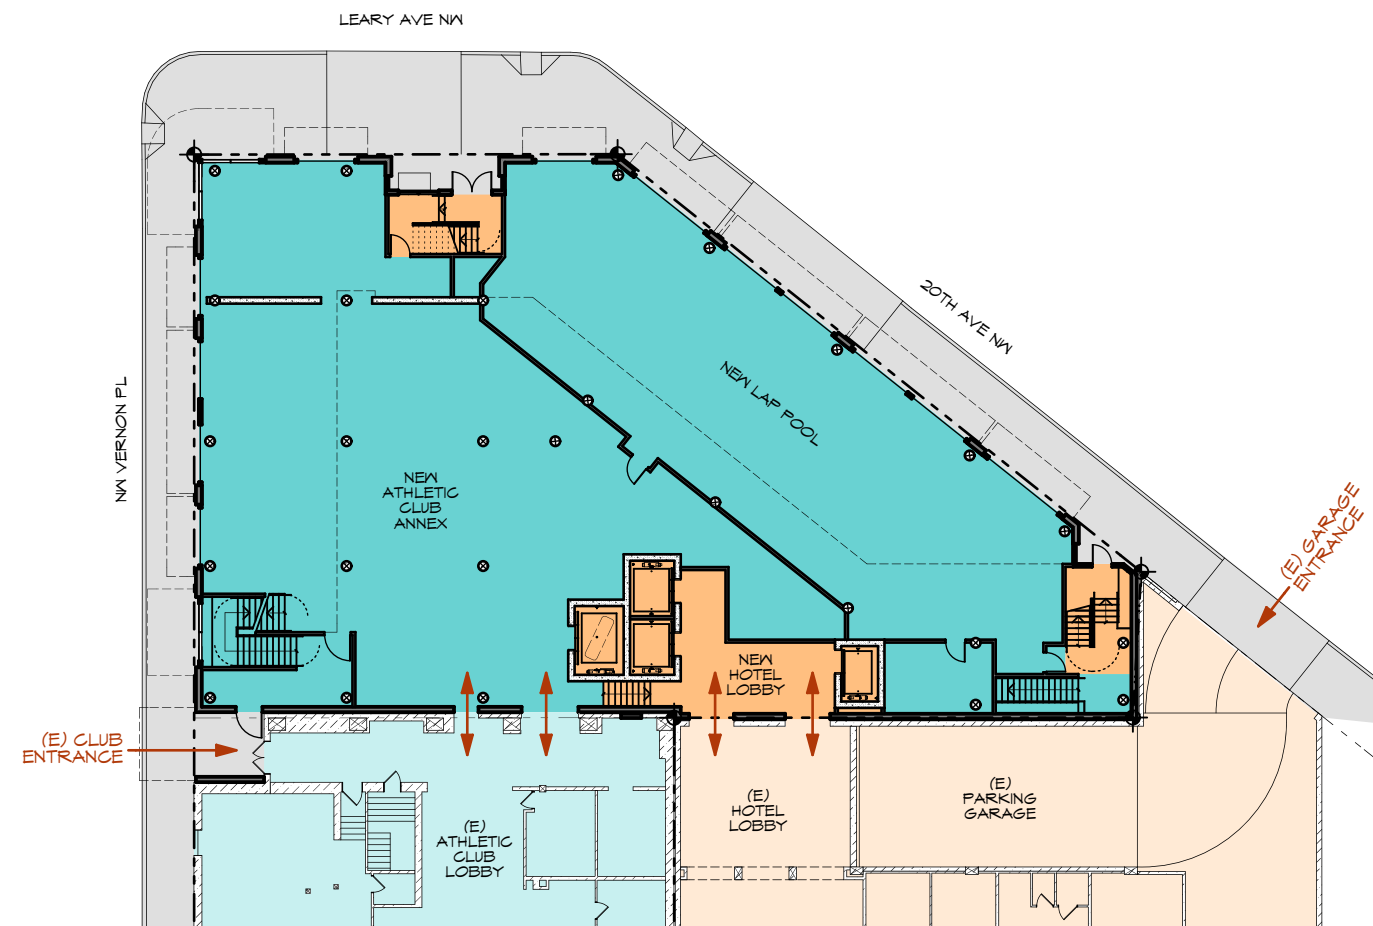 LEARY AVE NW
20TH AVE NW
NW VERNON PL
NEW LAP POOL
NEW
ATHLETIC
CLUB
ANNEX
(E) GARAGE
ENTRANCE
NEW
HOTEL
LOBBY
(E) CLUB
ENTRANCE
(E)
HOTEL
LOBBY
(E)
PARKING
GARAGE
(E)
ATHLETIC
CLUB
LOBBY